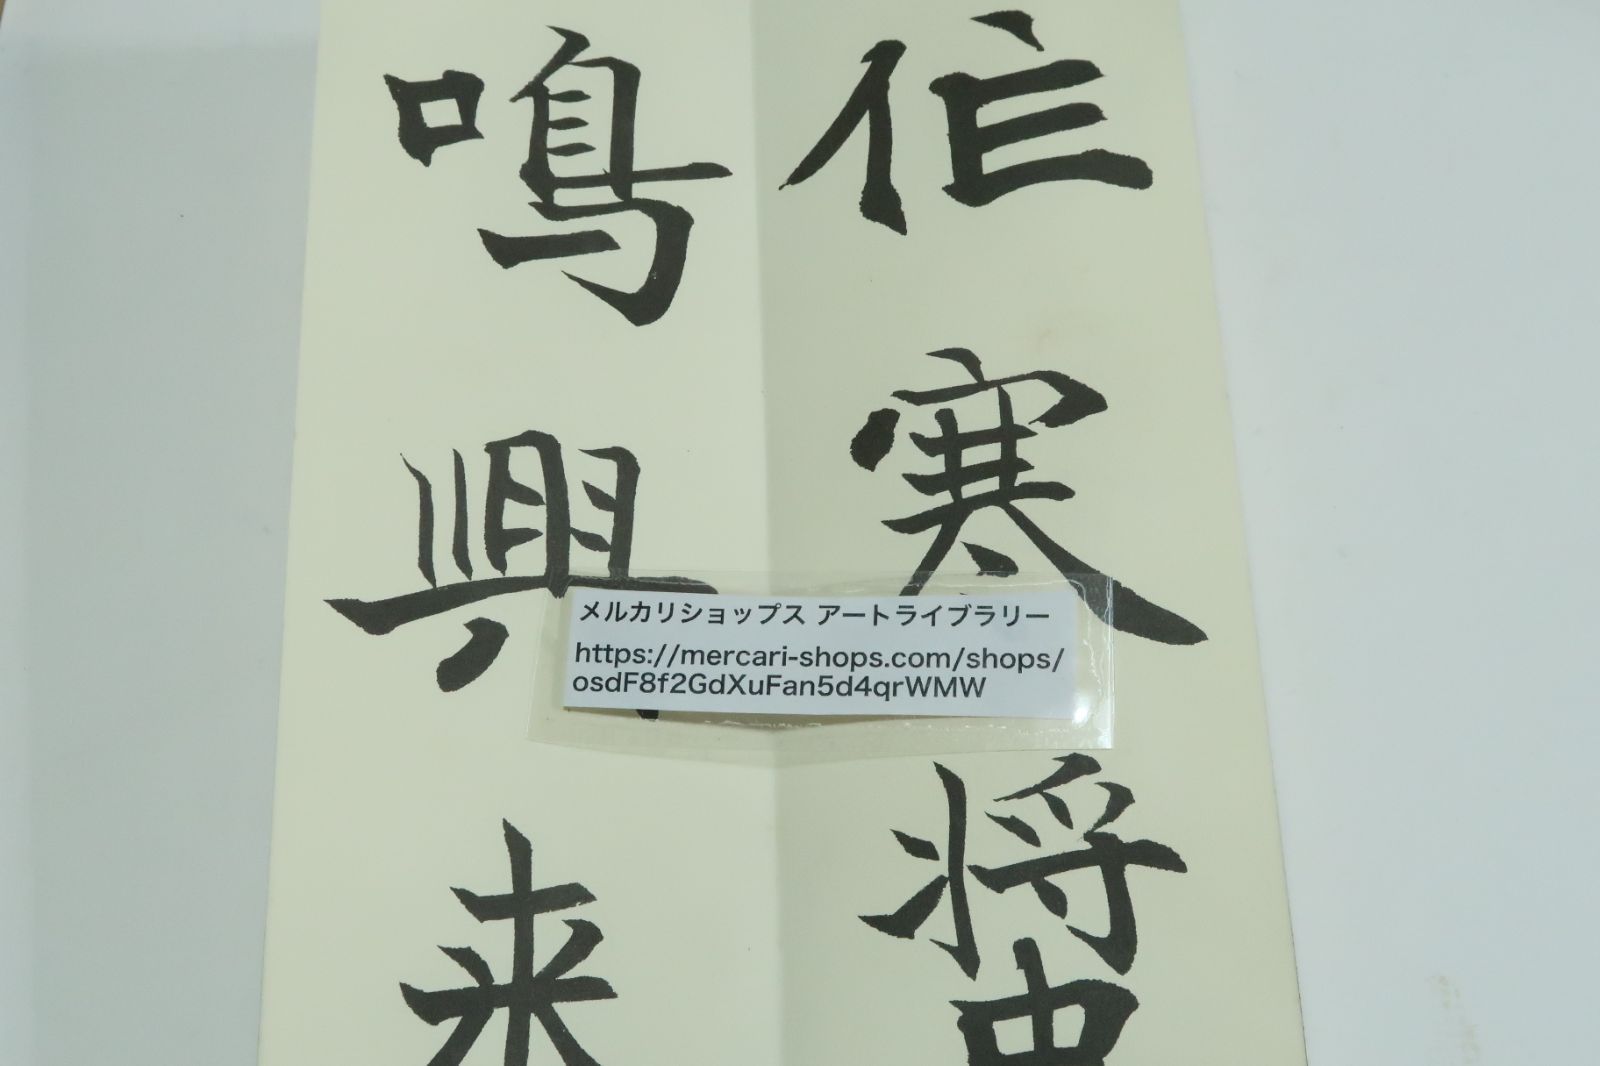 寒将
鳴興来
メルカリショップス アートライブラリー
https://mercari-shops.com/shops/
osdF8f2GdXuFan5d4qrWMW